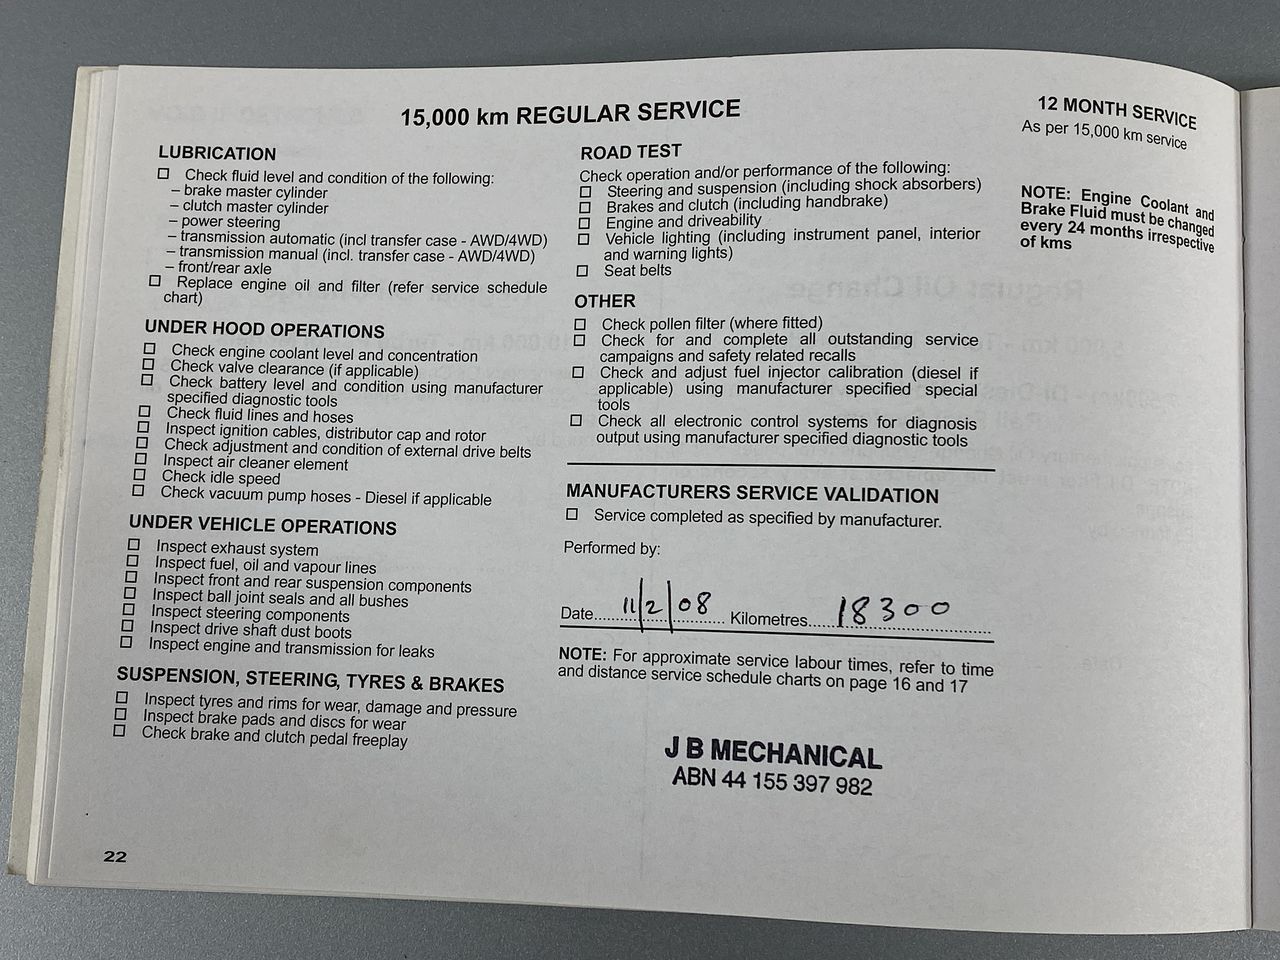 15,000 km REGULAR SERVICE
LUBRICATION
Check fluid level and condition of the following:
– brake master cylinder
– clutch master cylinder
– power steering
– transmission automatic (incl transfer case - AWD/4WD)
– transmission manual (incl. transfer case - AWD/4WD)
– front/rear axle
Replace engine oil and filter (refer service schedule
chart)
UNDER HOOD OPERATIONS
Check engine coolant level and concentration
Check valve clearance (if applicable)
Check battery level and condition using manufacturer
specified diagnostic tools
Check fluid lines and hoses
Inspect ignition cables, distributor cap and rotor
Check adjustment and condition of external drive belts
Inspect air cleaner element
Check idle speed
Check vacuum pump hoses - Diesel if applicable
UNDER VEHICLE OPERATIONS
Inspect exhaust system
Inspect fuel, oil and vapour lines
Inspect front and rear suspension components
Inspect ball joint seals and all bushes
Inspect steering components
Inspect drive shaft dust boots
Inspect engine and transmission for leaks
SUSPENSION, STEERING, TYRES & BRAKES
Inspect tyres and rims for wear, damage and pressure
Inspect brake pads and discs for wear
Check brake and clutch pedal freeplay
22
ROAD TEST
Check operation and/or performance of the following:
Steering and suspension (including shock absorbers)
Brakes and clutch (including handbrake)
Engine and driveability
Vehicle lighting (including instrument panel, interior
and warning lights)
Seat belts
OTHER
Check pollen filter (where fitted)
Check for and complete all outstanding service
campaigns and safety related recalls
Check and adjust fuel injector calibration (diesel if
applicable) using manufacturer specified special
tools
Check all electronic control systems for diagnosis
output using manufacturer specified diagnostic tools
MANUFACTURERS SERVICE VALIDATION
Service completed as specified by manufacturer.
Performed by:
Date 11/2/08 Kilometres 18300
NOTE: For approximate service labour times, refer to time
and distance service schedule charts on page 16 and 17
J B MECHANICAL
ABN 44 155 397 982
12 MONTH SERVICE
As per 15,000 km service
NOTE: Engine Coolant and
Brake Fluid must be changed
every 24 months irrespective
of kms